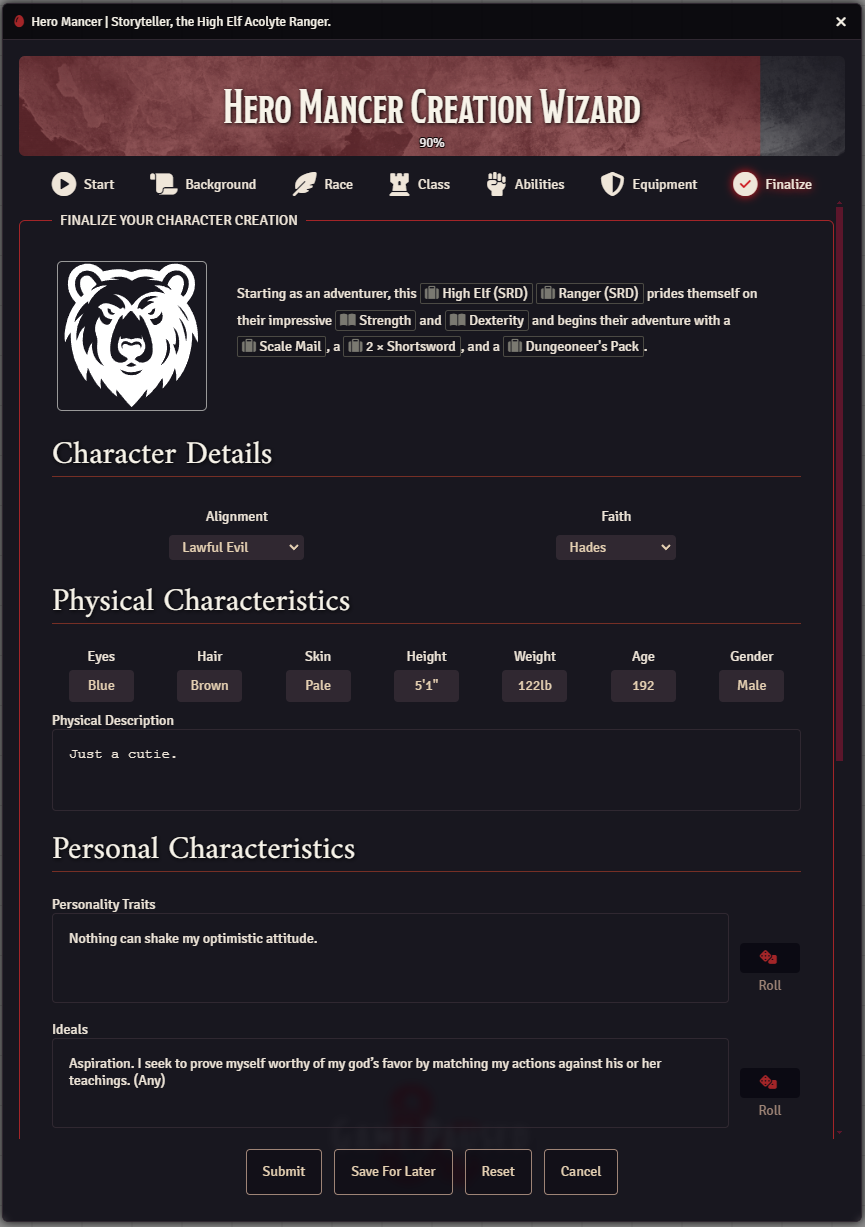 Hero Mancer | Storyteller, the High Elf Acolyte Ranger.
Hero Mancer Creation Wizard
90%
Start Background Race Class Abilities Equipment Finalize
FINALIZE YOUR CHARACTER CREATION
Starting as an adventurer, this High Elf (SRD) Ranger (SRD) prides themself on
their impressive Strength and Dexterity and begins their adventure with a
Scale Mail, a 2 × Shortsword, and a Dungeoneer's Pack.
Character Details
Alignment Faith
Lawful Evil Hades
Physical Characteristics
Eyes Hair Skin Height Weight Age Gender
Blue Brown Pale 5'1" 122lb 192 Male
Physical Description
Just a cutie.
Personal Characteristics
Personality Traits
Nothing can shake my optimistic attitude.
Roll
Ideals
Aspiration. I seek to prove myself worthy of my god's favor by matching my actions against his or her
teachings. (Any)
Roll
GAME PAUSED
Submit Save For Later Reset Cancel